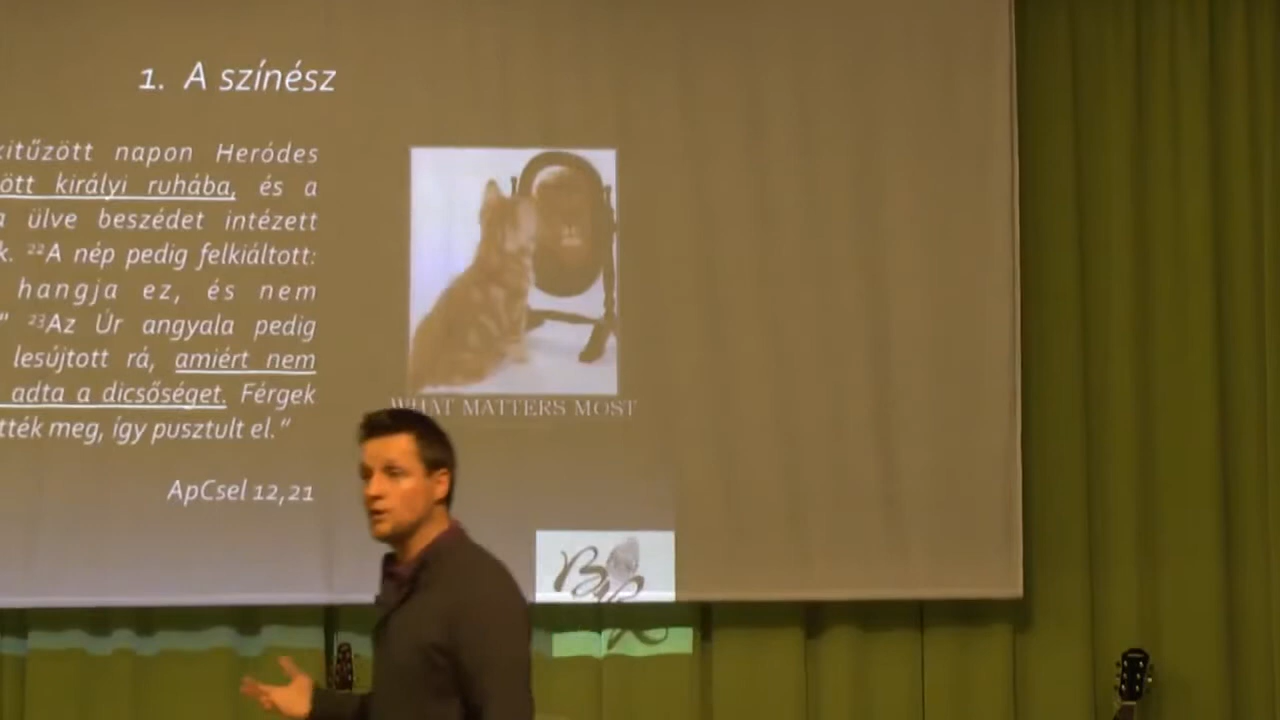 1. A színész
kitűzött napon Heródes
ött királyi ruhába, és a
a ülve beszédet intézett
k. ²²A nép pedig felkiáltott:
hangja ez, és nem
" ²³Az Úr angyala pedig
lesújtott rá, amiért nem
adta a dicsőséget. Férgek
tték meg, így pusztult el."
ApCsel 12,21
WHAT MATTERS MOST